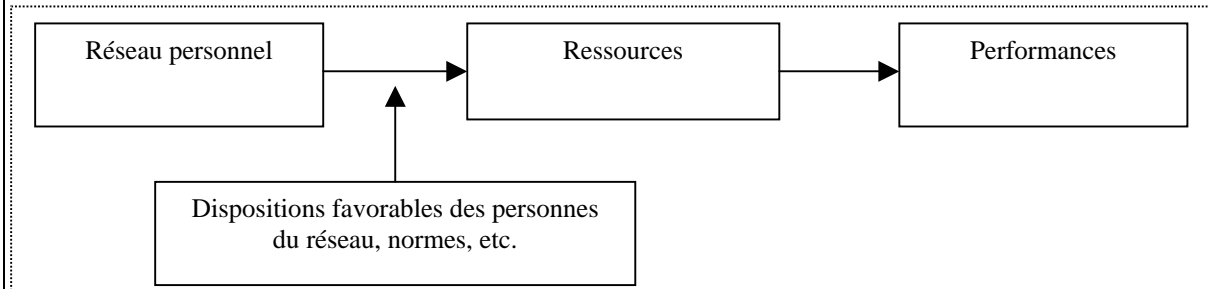 Réseau personnel
Ressources
Performances
Dispositions favorables des personnes
du réseau, normes, etc.